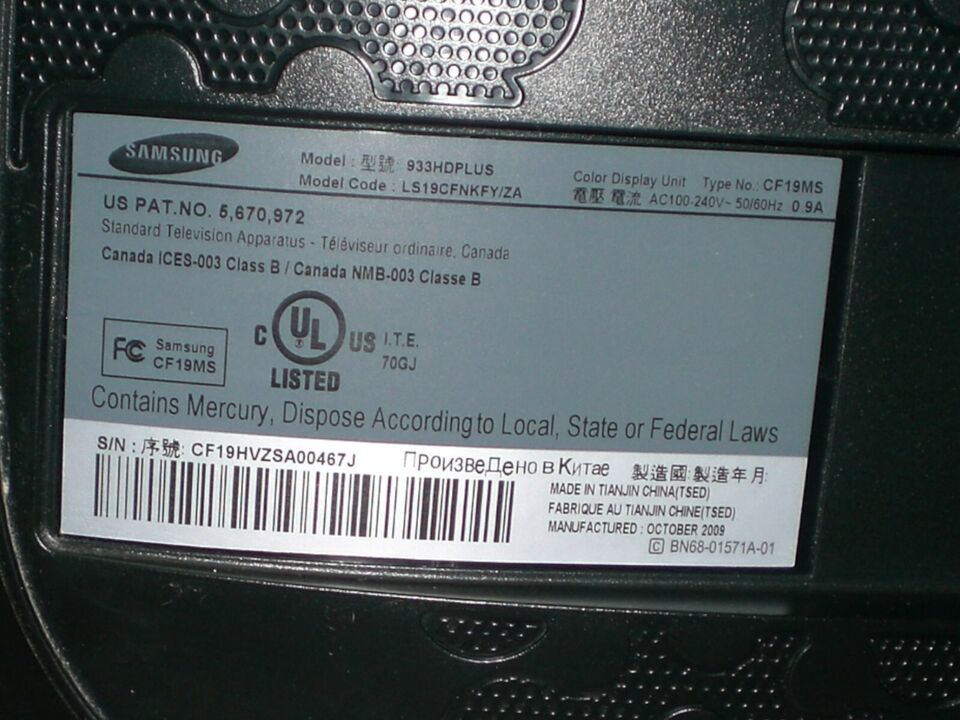 SAMSUNG
Model : 型號: 933HDPLUS
Model Code : LS19CFNKFY/ZA
Color Display Unit Type No.: CF19MS
電壓 電流 AC100-240V~ 50/60Hz 0.9A
US PAT.NO. 5,670,972
Standard Television Apparatus - Téléviseur ordinaire, Canada
Canada ICES-003 Class B / Canada NMB-003 Classe B
FC Samsung
CF19MS
C UL US I.T.E.
70GJ
LISTED
Contains Mercury, Dispose According to Local, State or Federal Laws
S/N : 序號: CF19HVZSA00467J
ПроизвеДено в Китае 製造國 製造年月:
MADE IN TIANJIN CHINA(TSED)
FABRIQUE AU TIANJIN CHINE(TSED)
MANUFACTURED : OCTOBER 2009
C BN68-01571A-01